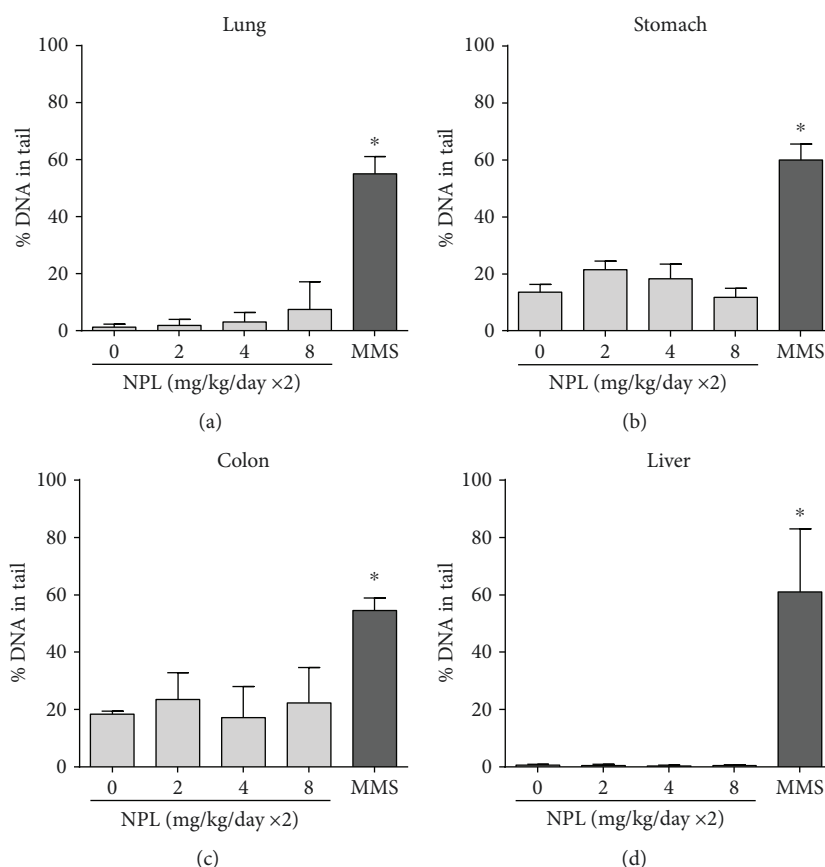 Lung
100
80
60
40
20
0
% DNA in tail
*
0 2 4 8 MMS
NPL (mg/kg/day ×2)
(a)
Stomach
100
80
60
40
20
0
% DNA in tail
*
0 2 4 8 MMS
NPL (mg/kg/day ×2)
(b)
Colon
100
80
60
40
20
0
% DNA in tail
*
0 2 4 8 MMS
NPL (mg/kg/day ×2)
(c)
Liver
100
80
60
40
20
0
% DNA in tail
*
0 2 4 8 MMS
NPL (mg/kg/day ×2)
(d)